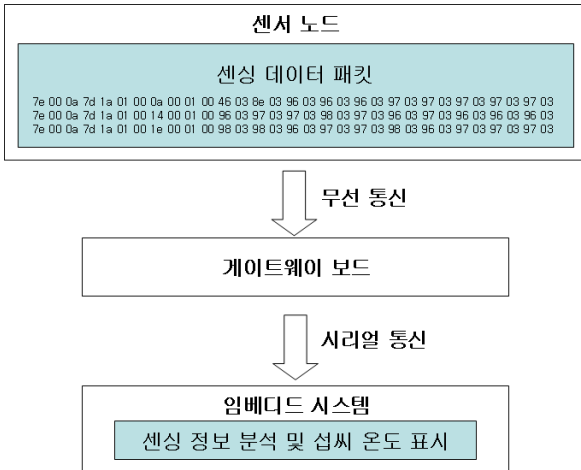 센서 노드
센싱 데이터 패킷
7e 00 0a 7d 1a 01 00 0a 00 01 00 46 03 8e 03 96 03 96 03 96 03 97 03 97 03 97 03 97 03 97 03
7e 00 0a 7d 1a 01 00 14 00 01 00 96 03 97 03 97 03 98 03 97 03 96 03 97 03 96 03 96 03 96 03
7e 00 0a 7d 1a 01 00 1e 00 01 00 98 03 98 03 96 03 97 03 97 03 98 03 96 03 97 03 97 03 97 03
무선 통신
게이트웨이 보드
시리얼 통신
임베디드 시스템
센싱 정보 분석 및 섭씨 온도 표시